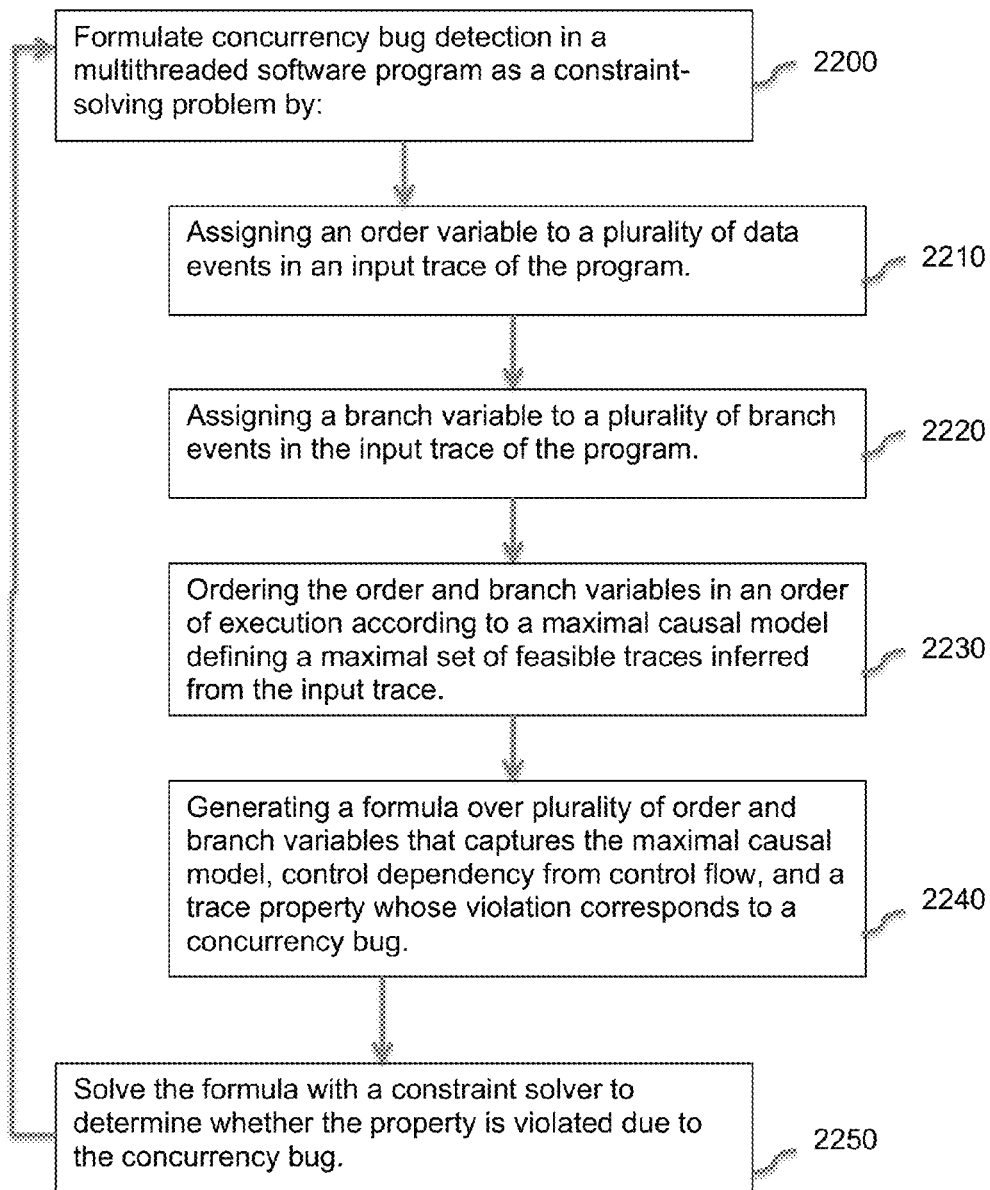 Formulate concurrency bug detection in a
multithreaded software program as a constraint-
solving problem by:
2200
Assigning an order variable to a plurality of data
events in an input trace of the program.
2210
Assigning a branch variable to a plurality of branch
events in the input trace of the program.
2220
Ordering the order and branch variables in an order
of execution according to a maximal causal model
defining a maximal set of feasible traces inferred
from the input trace.
2230
Generating a formula over plurality of order and
branch variables that captures the maximal causal
model, control dependency from control flow, and a
trace property whose violation corresponds to a
concurrency bug.
2240
Solve the formula with a constraint solver to
determine whether the property is violated due to
the concurrency bug.
2250